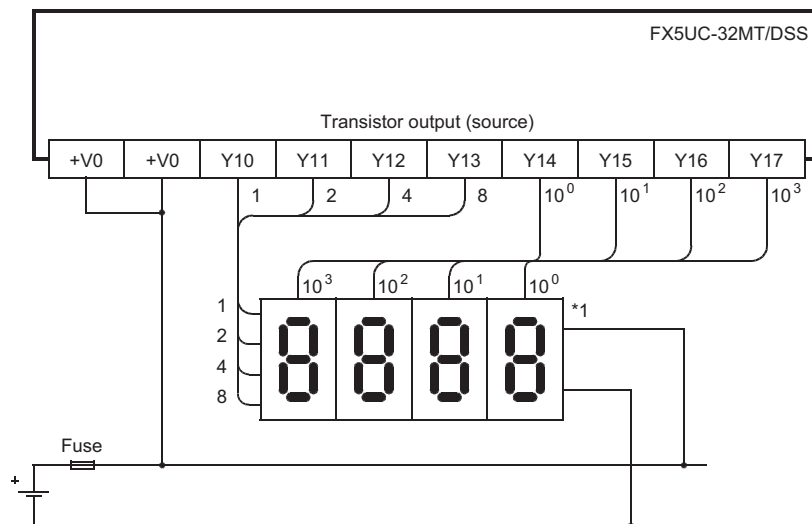 FX5UC-32MT/DSS
Transistor output (source)
+V0 +V0 Y10 Y11 Y12 Y13 Y14 Y15 Y16 Y17
1 2 4 8 10⁰ 10¹ 10² 10³
10³ 10² 10¹ 10⁰
*1
1
2
4
8
Fuse
+